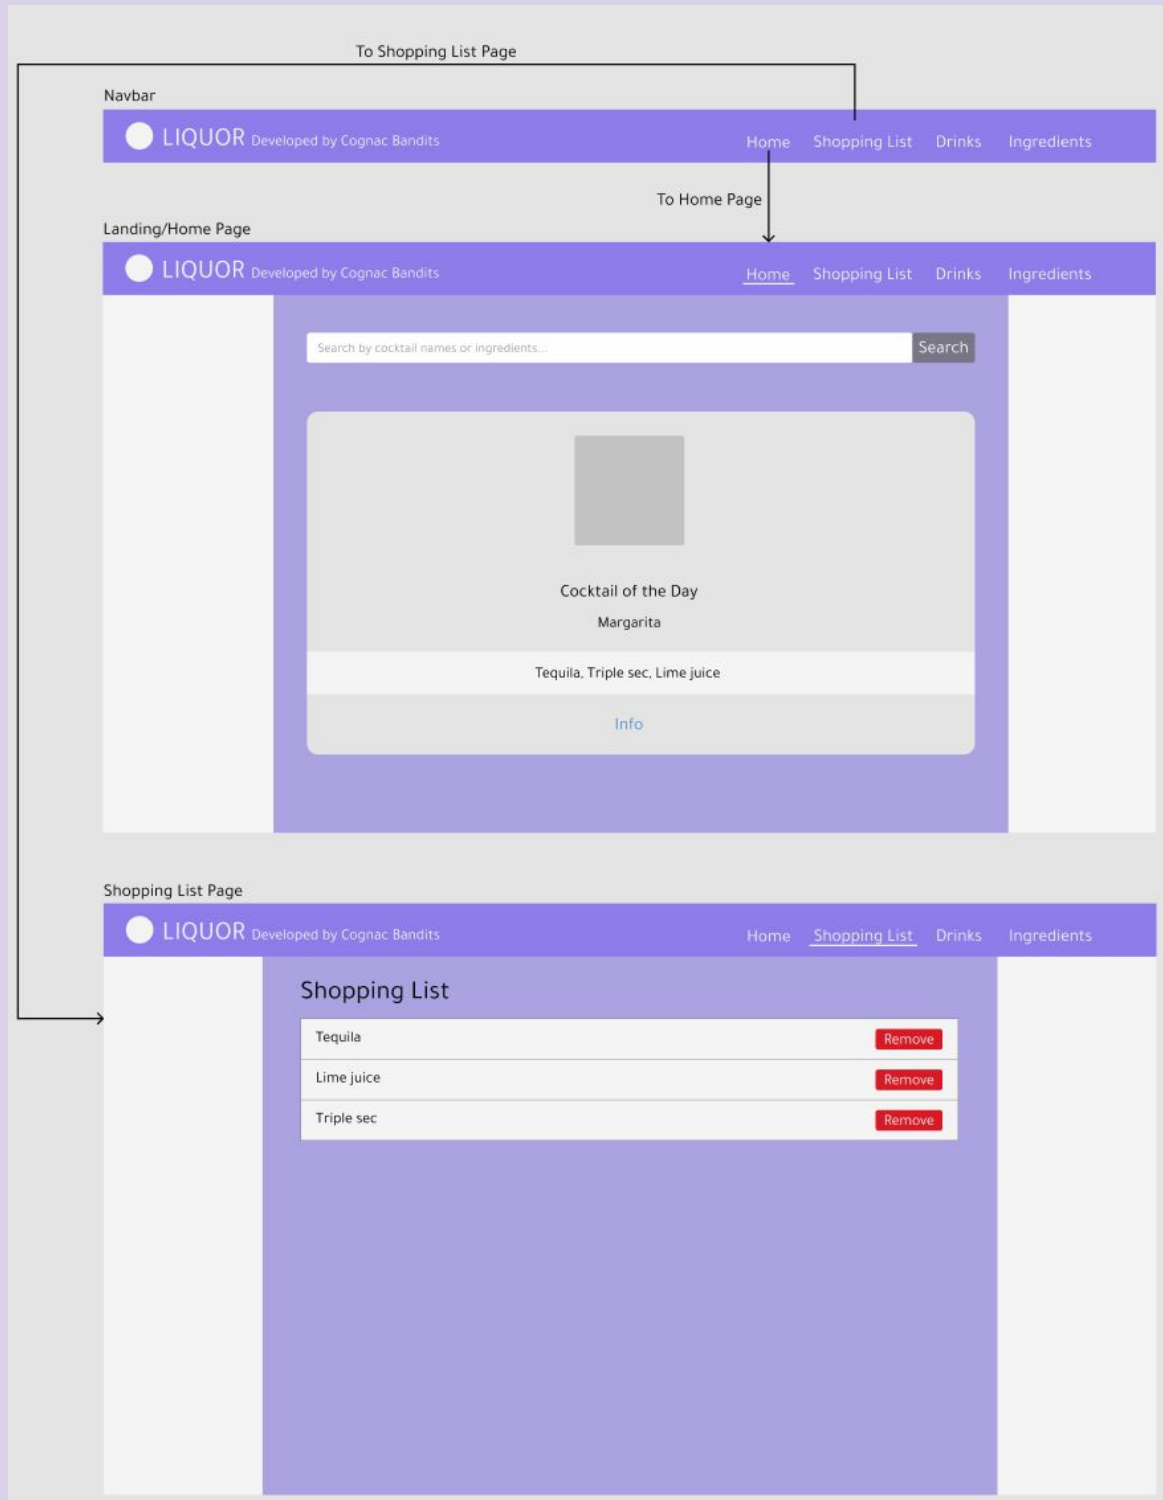 To Shopping List Page
Navbar
LIQUOR Developed by Cognac Bandits Home Shopping List Drinks Ingredients
To Home Page
Landing/Home Page
LIQUOR Developed by Cognac Bandits Home Shopping List Drinks Ingredients
Search by cocktail names or ingredients... Search
Cocktail of the Day
Margarita
Tequila, Triple sec, Lime juice
Info
Shopping List Page
LIQUOR Developed by Cognac Bandits Home Shopping List Drinks Ingredients
Shopping List
Tequila Remove
Lime juice Remove
Triple sec Remove